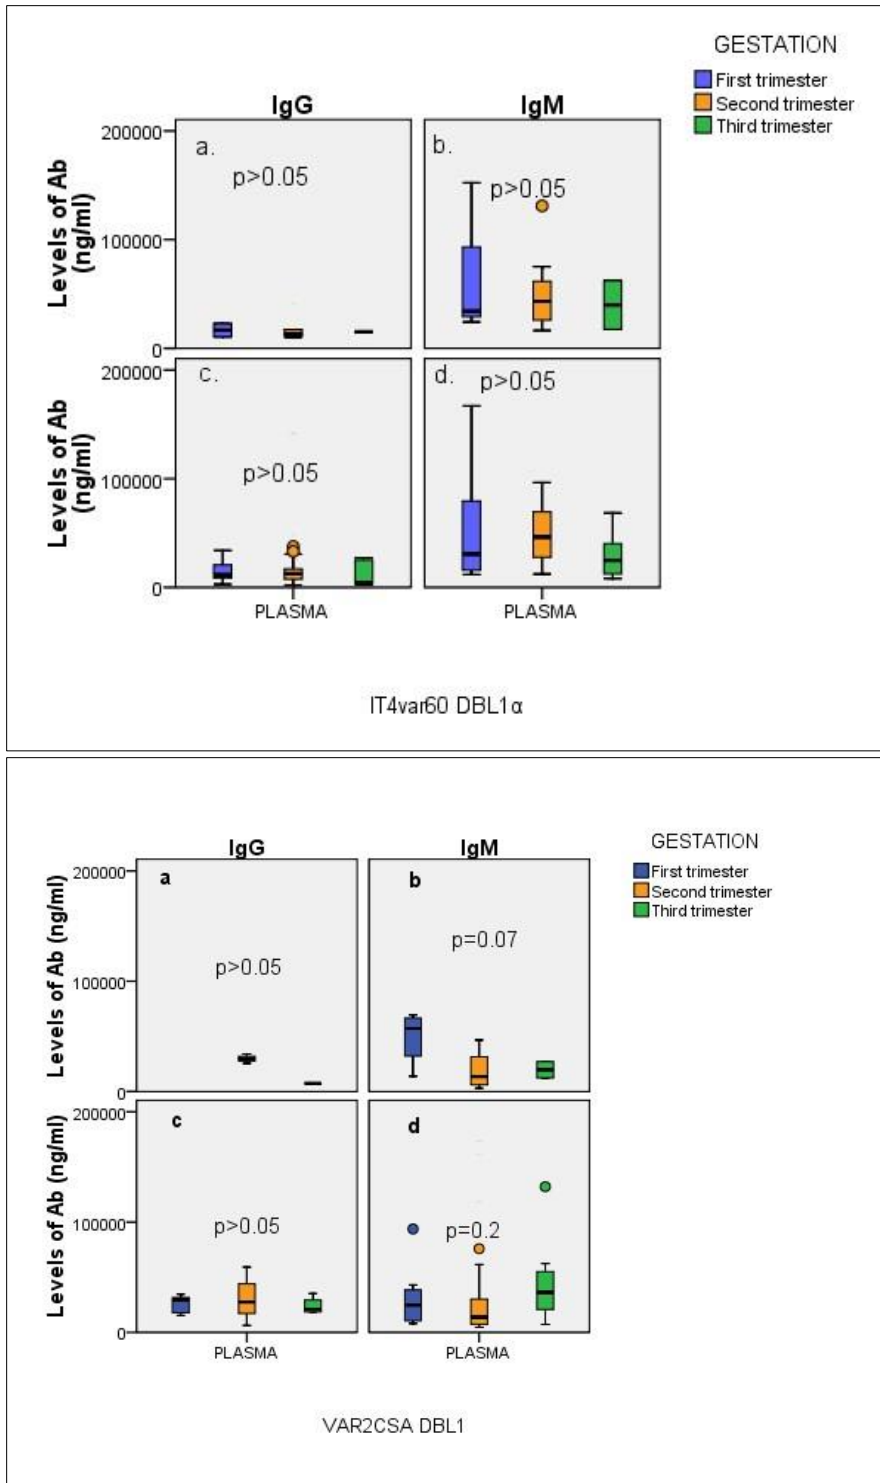 GESTATION
First trimester
Second trimester
Third trimester
IgG
IgM
Levels of Ab
(ng/ml)
200000
100000
0
a.
p>0.05
b.
p>0.05
Levels of Ab
(ng/ml)
200000
100000
0
c.
p>0.05
d.
p>0.05
PLASMA
PLASMA
IT4var60 DBL1α
GESTATION
First trimester
Second trimester
Third trimester
IgG
IgM
Levels of Ab (ng/ml)
200000
100000
0
a
p>0.05
b
p=0.07
Levels of Ab (ng/ml)
200000
100000
0
c
p>0.05
d
p=0.2
PLASMA
PLASMA
VAR2CSA DBL1